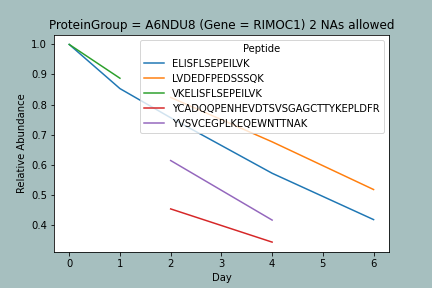 ProteinGroup = A6NDU8 (Gene = RIMOC1) 2 NAs allowed
Peptide
ELISFLSEPEILVK
LVDEDFPEDSSSQK
VKELISFLSEPEILVK
YCADQQPENHEVDTSVSGAGCTTYKEPLDFR
YVSVCEGPLKEQEWNTTNAK
Relative Abundance
1.0
0.9
0.8
0.7
0.6
0.5
0.4
0 1 2 3 4 5 6
Day